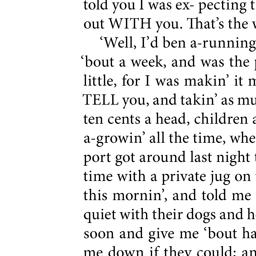 told you I was ex- pecting t
out WITH you. That's the w
‘Well, I’d ben a-running
‘bout a week, and was the p
little, for I was makin’ it m
TELL you, and takin’ as mu
ten cents a head, children a
a-growin’ all the time, whe
port got around last night t
time with a private jug on
this mornin’, and told me
quiet with their dogs and h
soon and give me ‘bout ha
me down if they could; an